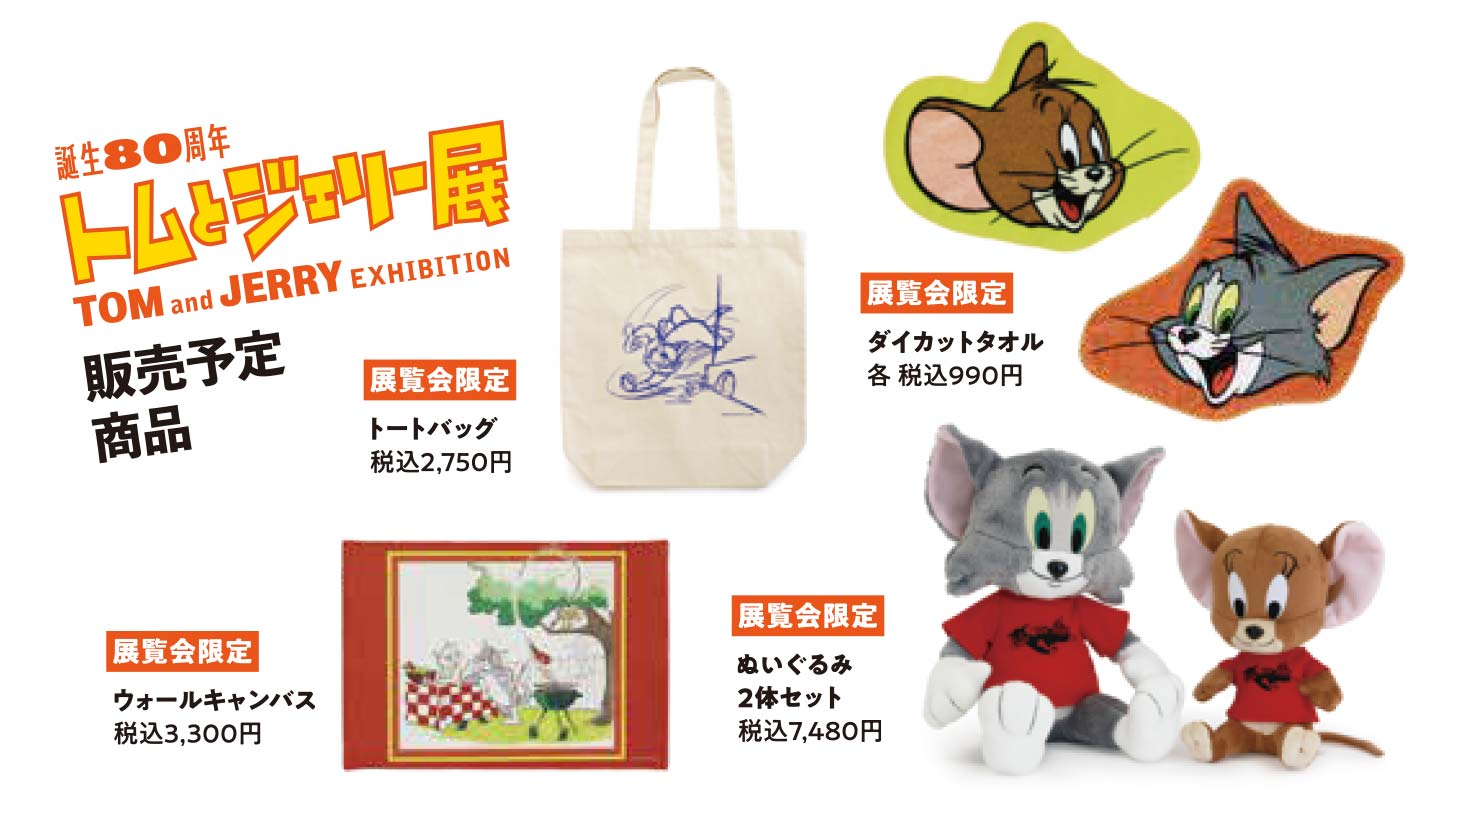 誕生80周年
トムとジェリー展
TOM and JERRY EXHIBITION
販売予定
商品
展覧会限定
トートバッグ
税込2,750円
展覧会限定
ダイカットタオル
各 税込990円
展覧会限定
ウォールキャンバス
税込3,300円
展覧会限定
ぬいぐるみ
2体セット
税込7,480円